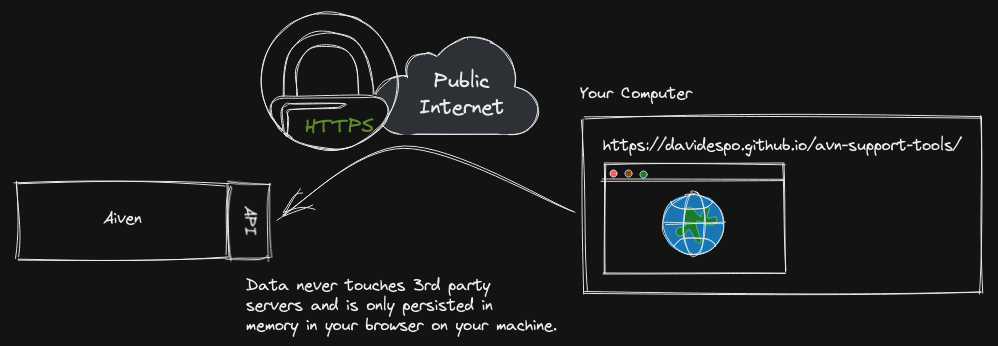 Public
Internet
HTTPS
Your Computer
https://davidespo.github.io/avn-support-tools/
Aiven
API
Data never touches 3rd party
servers and is only persisted in
memory in your browser on your machine.